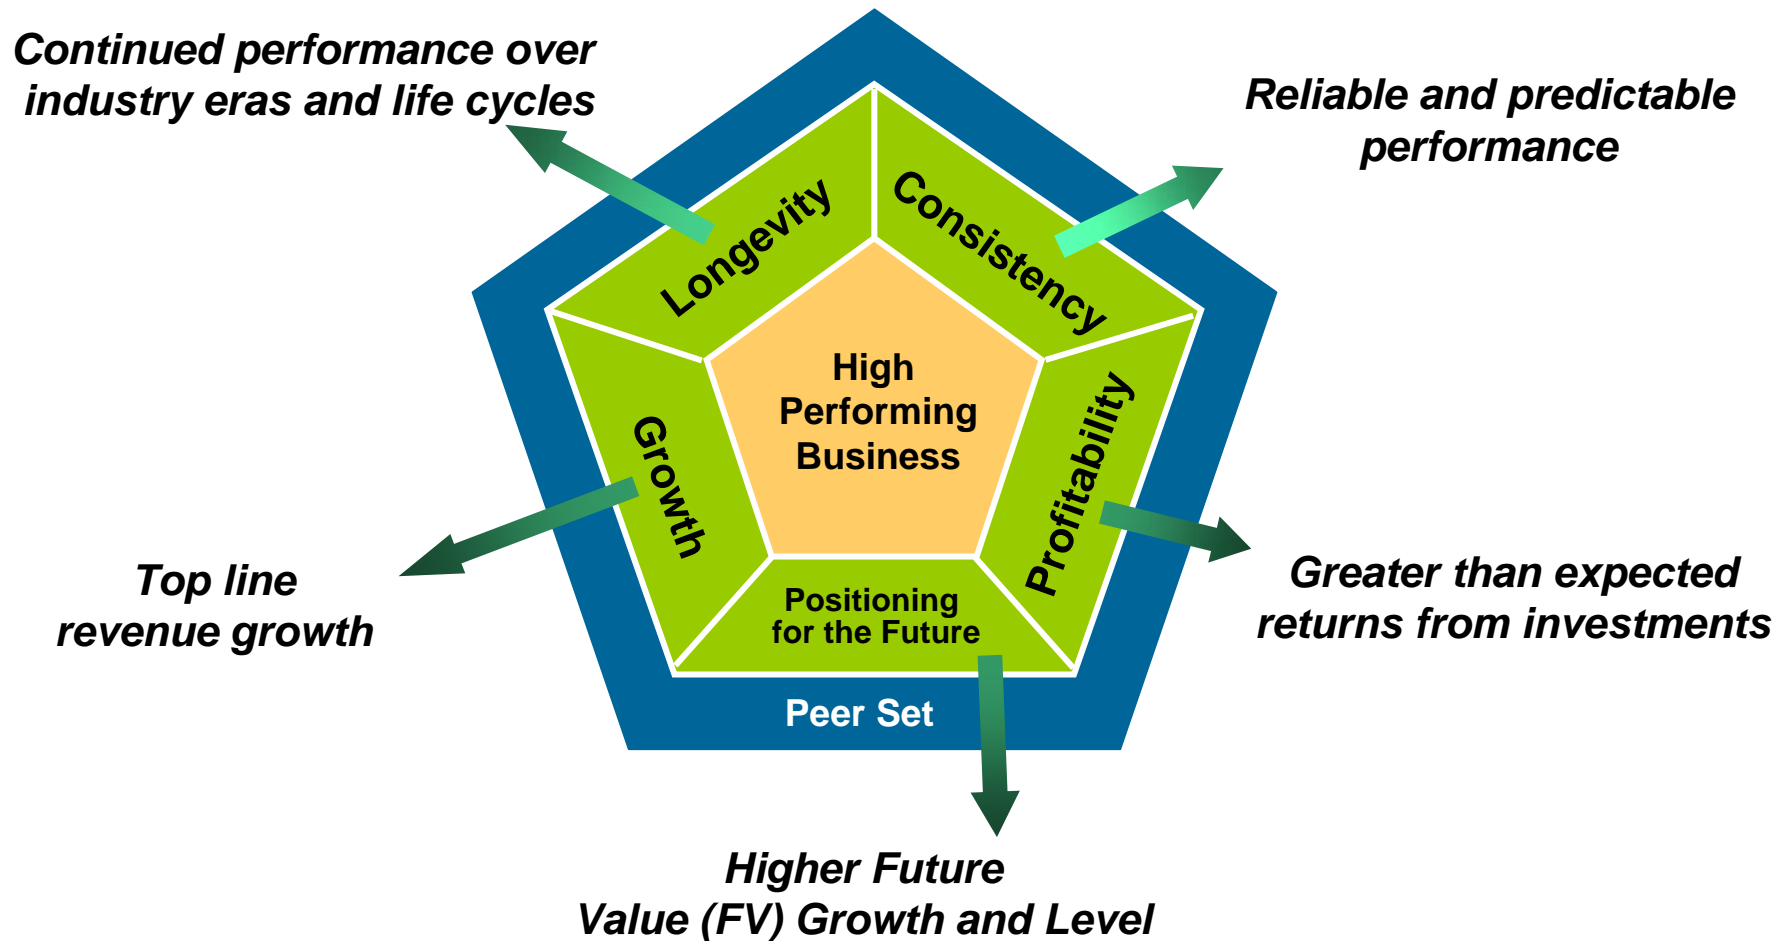 Continued performance over
industry eras and life cycles
Reliable and predictable
performance
Longevity
Consistency
High
Performing
Business
Growth
Profitability
Positioning
for the Future
Peer Set
Top line
revenue growth
Greater than expected
returns from investments
Higher Future
Value (FV) Growth and Level